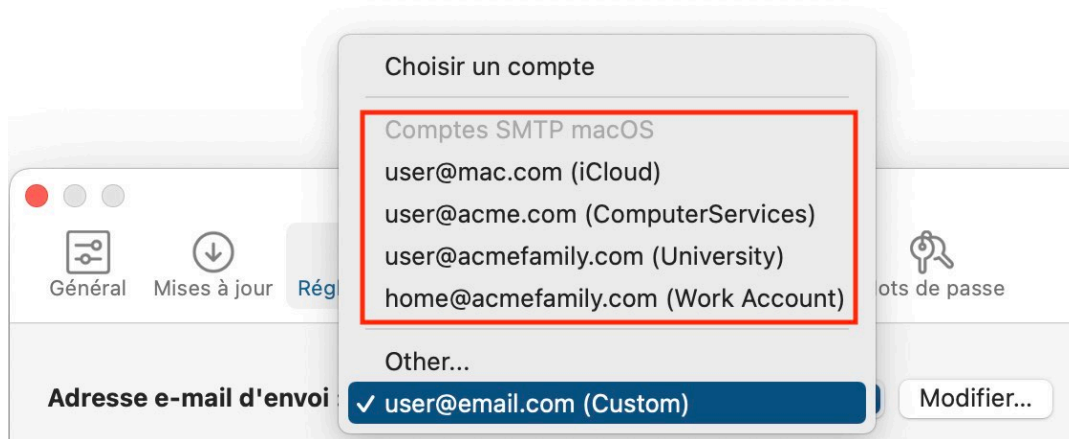 Choisir un compte
Comptes SMTP macOS
user@mac.com (iCloud)
user@acme.com (ComputerServices)
user@acmefamily.com (University)
home@acmefamily.com (Work Account)
Général Mises à jour Régl ots de passe
Other...
Adresse e-mail d'envoi : ✓ user@email.com (Custom) Modifier...